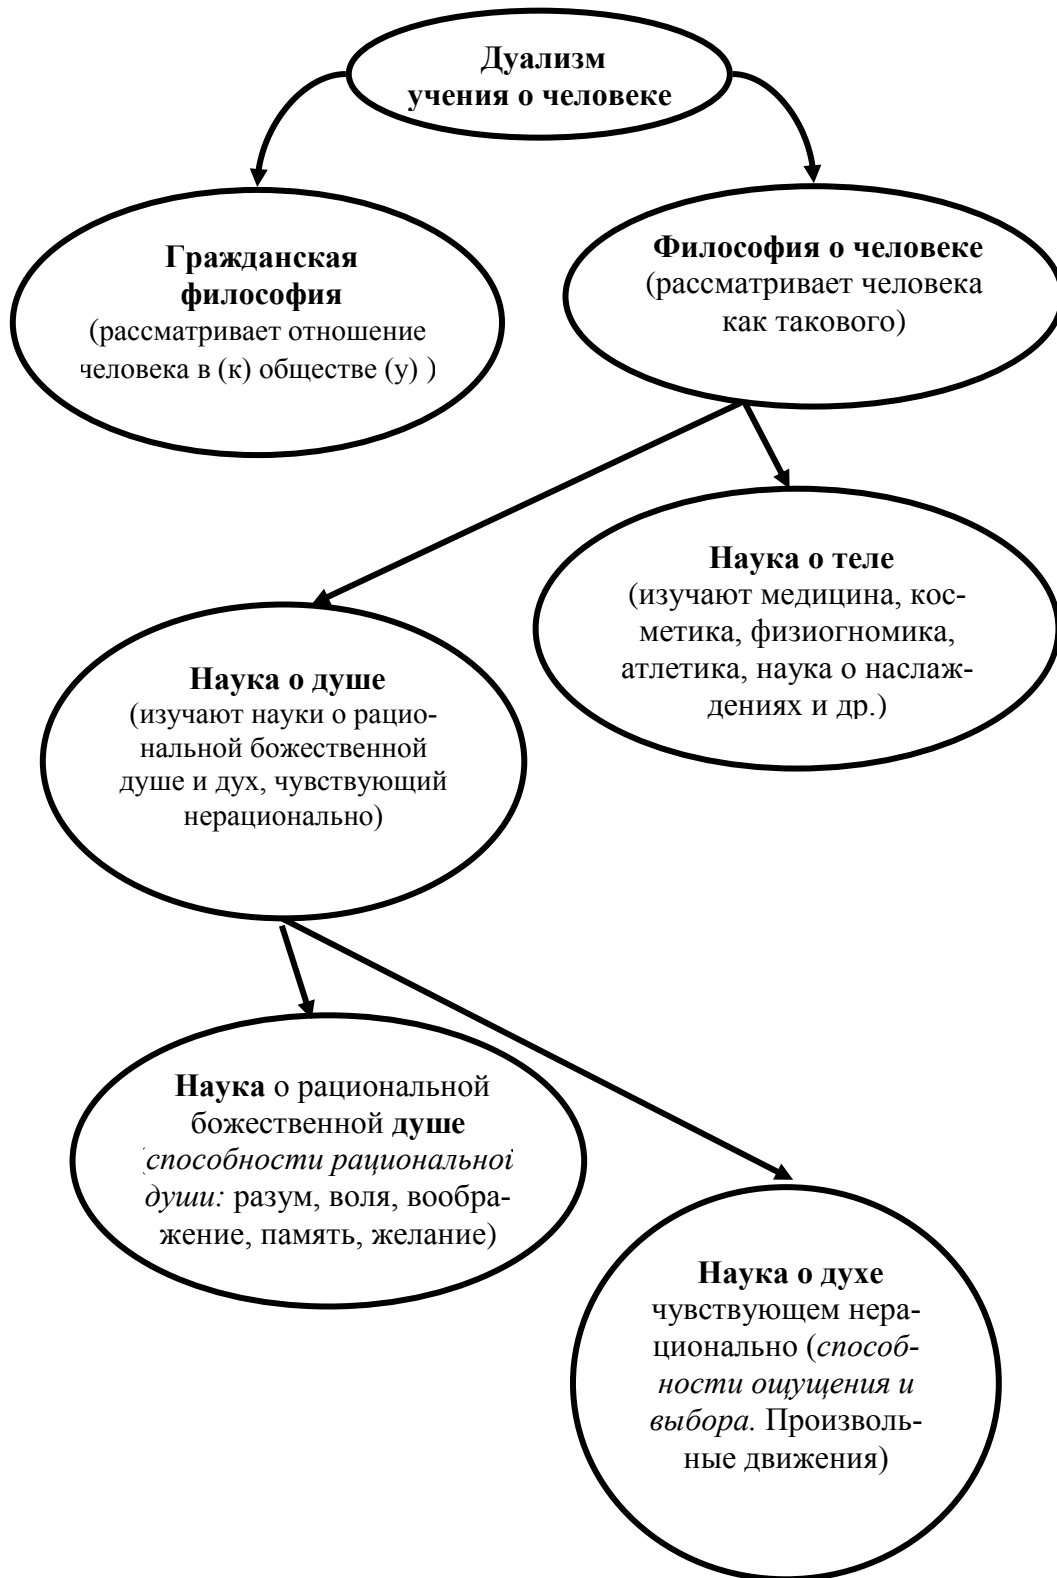 Дуализм
учения о человеке
Гражданская
философия
(рассматривает отношение
человека в (к) обществе (у) )
Философия о человеке
(рассматривает человека
как такового)
Наука о теле
(изучают медицина, кос-
метика, физиогномика,
атлетика, наука о наслаж-
дениях и др.)
Наука о душе
(изучают науки о рацио-
нальной божественной
душе и дух, чувствующий
нерационально)
Наука о рациональной
божественной душе
(способности рациональной
души: разум, воля, вообра-
жение, память, желание)
Наука о духе
чувствующем нера-
ционально (способ-
ности ощущения и
выбора. Произволь-
ные движения)